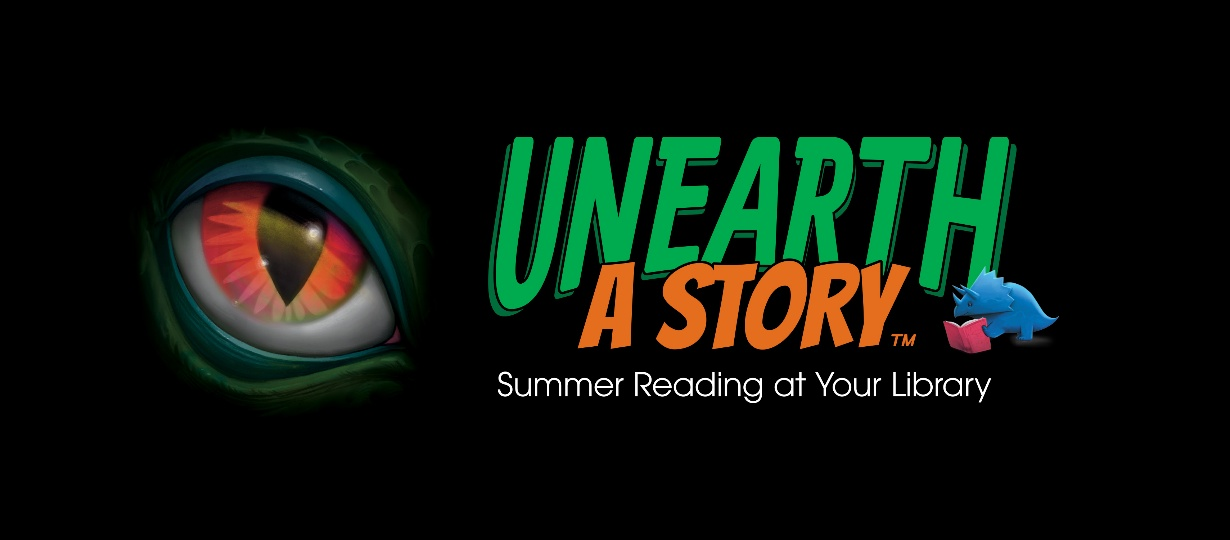 UNEARTH
A STORY™
Summer Reading at Your Library